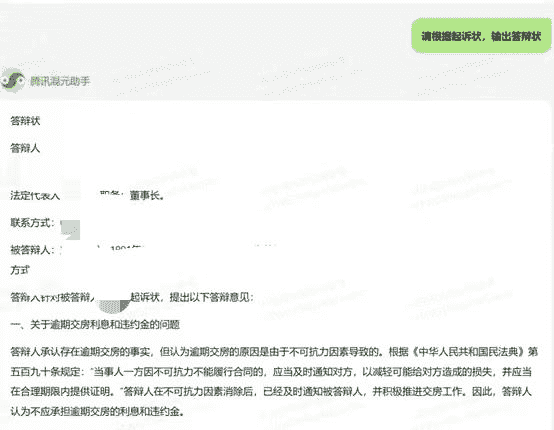 请根据起诉状，输出答辩状
腾讯混元助手
答辩状
答辩人
法定代表人 职务：董事长。
联系方式：
被答辩人： 1991年
方式
答辩人针对被答辩人 起诉状，提出以下答辩意见：
一、关于逾期交房利息和违约金的问题
答辩人承认存在逾期交房的事实，但认为逾期交房的原因是由于不可抗力因素导致的。根据《中华人民共和国民法典》第
五百九十条规定：“当事人一方因不可抗力不能履行合同的，应当及时通知对方，以减轻可能给对方造成的损失，并应当
在合理期限内提供证明。”答辩人在不可抗力因素消除后，已经及时通知被答辩人，并积极推进交房工作。因此，答辩人
认为不应承担逾期交房的利息和违约金。